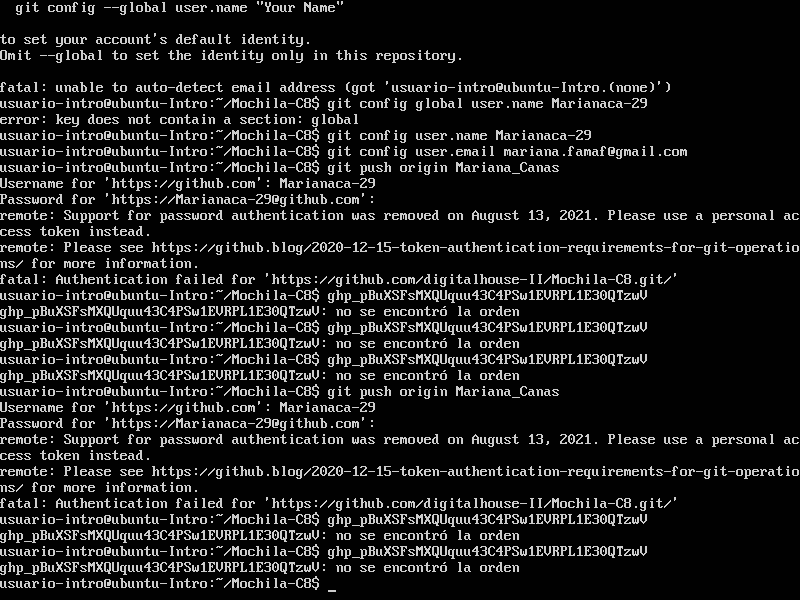 git config --global user.name "Your Name"

to set your account's default identity.
Omit --global to set the identity only in this repository.

fatal: unable to auto-detect email address (got 'usuario-intro@ubuntu-Intro.(none)')
usuario-intro@ubuntu-Intro:~/Mochila-C8$ git config global user.name Marianaca-29
error: key does not contain a section: global
usuario-intro@ubuntu-Intro:~/Mochila-C8$ git config user.name Marianaca-29
usuario-intro@ubuntu-Intro:~/Mochila-C8$ git config user.email mariana.famaf@gmail.com
usuario-intro@ubuntu-Intro:~/Mochila-C8$ git push origin Mariana_Canas
Username for 'https://github.com': Marianaca-29
Password for 'https://Marianaca-29@github.com':
remote: Support for password authentication was removed on August 13, 2021. Please use a personal ac
cess token instead.
remote: Please see https://github.blog/2020-12-15-token-authentication-requirements-for-git-operatio
ns/ for more information.
fatal: Authentication failed for 'https://github.com/digitalhouse-II/Mochila-C8.git/'
usuario-intro@ubuntu-Intro:~/Mochila-C8$ 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
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: no se encontró la orden
usuario-intro@ubuntu-Intro:~/Mochila-C8$ 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
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: no se encontró la orden
usuario-intro@ubuntu-Intro:~/Mochila-C8$ 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
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: no se encontró la orden
usuario-intro@ubuntu-Intro:~/Mochila-C8$ git push origin Mariana_Canas
Username for 'https://github.com': Marianaca-29
Password for 'https://Marianaca-29@github.com':
remote: Support for password authentication was removed on August 13, 2021. Please use a personal ac
cess token instead.
remote: Please see https://github.blog/2020-12-15-token-authentication-requirements-for-git-operatio
ns/ for more information.
fatal: Authentication failed for 'https://github.com/digitalhouse-II/Mochila-C8.git/'
usuario-intro@ubuntu-Intro:~/Mochila-C8$ 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
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: no se encontró la orden
usuario-intro@ubuntu-Intro:~/Mochila-C8$ 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
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: no se encontró la orden
usuario-intro@ubuntu-Intro:~/Mochila-C8$ _